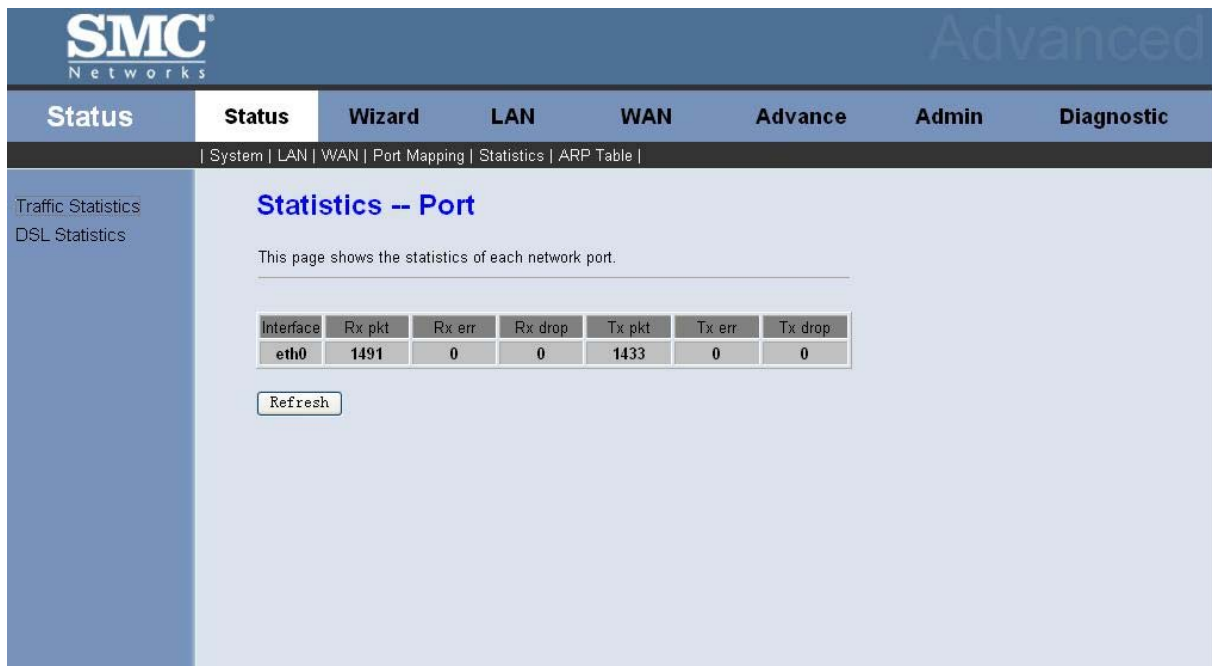 SMC®
Networks
Advanced
Status
Status Wizard LAN WAN Advance Admin Diagnostic
| System | LAN | WAN | Port Mapping | Statistics | ARP Table |
Traffic Statistics
DSL Statistics
Statistics -- Port
This page shows the statistics of each network port.
Interface Rx pkt Rx err Rx drop Tx pkt Tx err Tx drop
eth0 1491 0 0 1433 0 0
Refresh